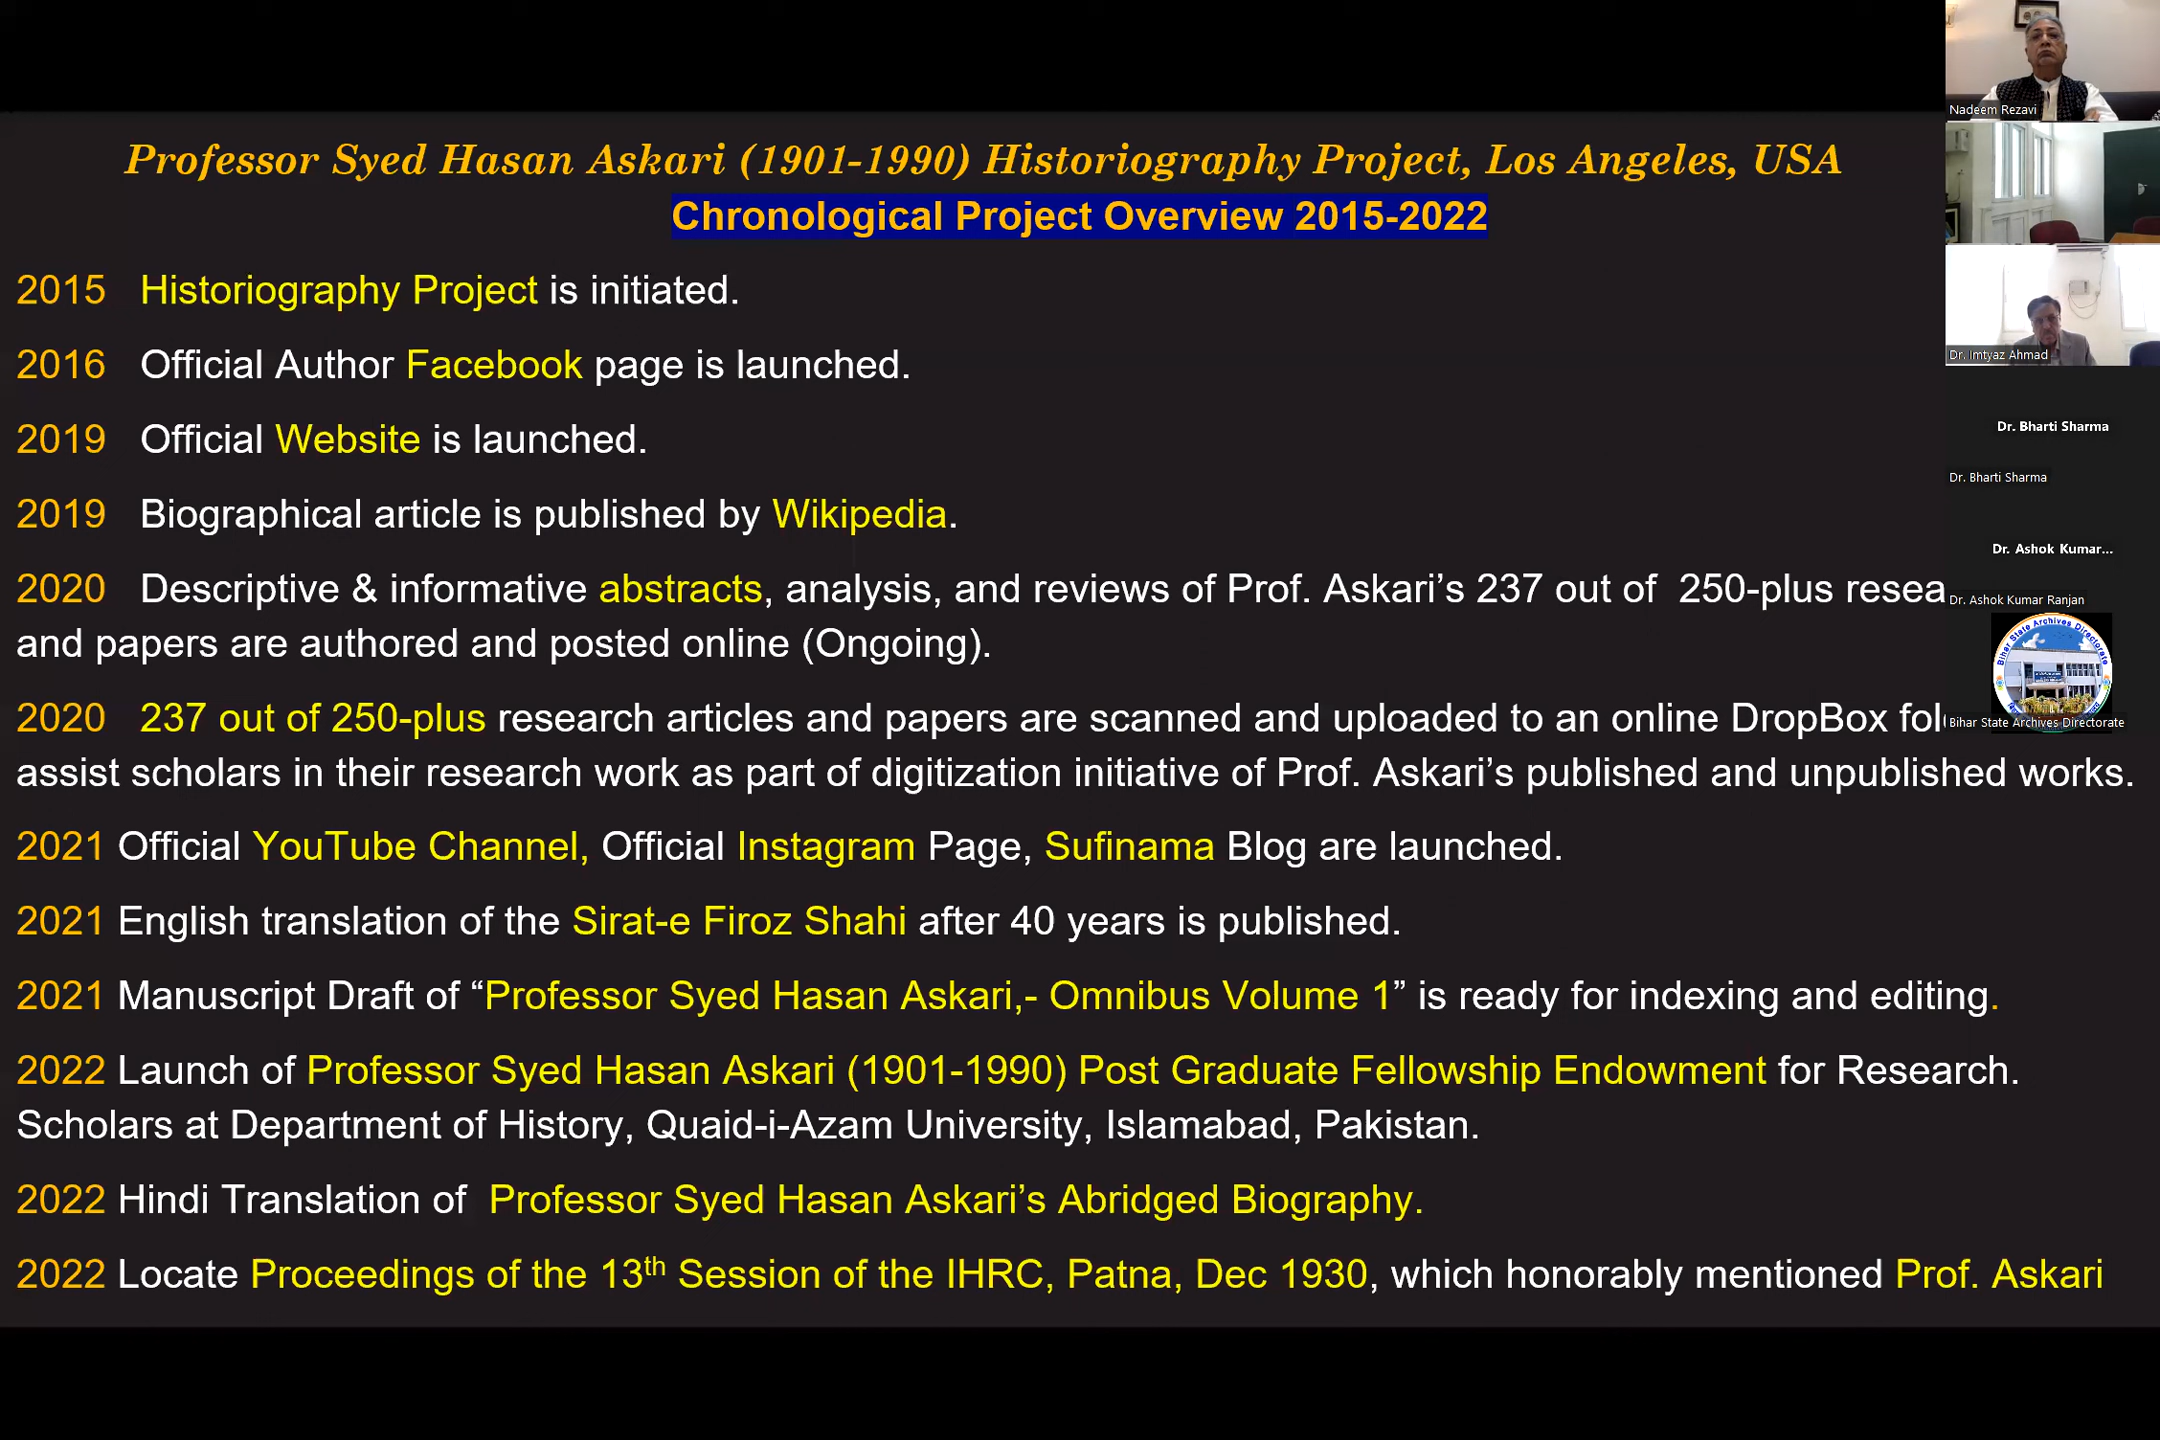 Professor Syed Hasan Askari (1901-1990) Historiography Project, Los Angeles, USA
Chronological Project Overview 2015-2022
2015 Historiography Project is initiated.
2016 Official Author Facebook page is launched.
2019 Official Website is launched.
2019 Biographical article is published by Wikipedia.
2020 Descriptive & informative abstracts, analysis, and reviews of Prof. Askari’s 237 out of 250-plus resea
and papers are authored and posted online (Ongoing).
2020 237 out of 250-plus research articles and papers are scanned and uploaded to an online DropBox fol
assist scholars in their research work as part of digitization initiative of Prof. Askari’s published and unpublished works.
2021 Official YouTube Channel, Official Instagram Page, Sufinama Blog are launched.
2021 English translation of the Sirat-e Firoz Shahi after 40 years is published.
2021 Manuscript Draft of “Professor Syed Hasan Askari,- Omnibus Volume 1” is ready for indexing and editing.
2022 Launch of Professor Syed Hasan Askari (1901-1990) Post Graduate Fellowship Endowment for Research.
Scholars at Department of History, Quaid-i-Azam University, Islamabad, Pakistan.
2022 Hindi Translation of Professor Syed Hasan Askari’s Abridged Biography.
2022 Locate Proceedings of the 13th Session of the IHRC, Patna, Dec 1930, which honorably mentioned Prof. Askari
Nadeem Rezavi
Dr. Imtyaz Ahmad
Dr. Bharti Sharma
Dr. Bharti Sharma
Dr. Ashok Kumar...
Dr. Ashok Kumar Ranjan
Bihar State Archives Directorate
Bihar State Archives Directorate